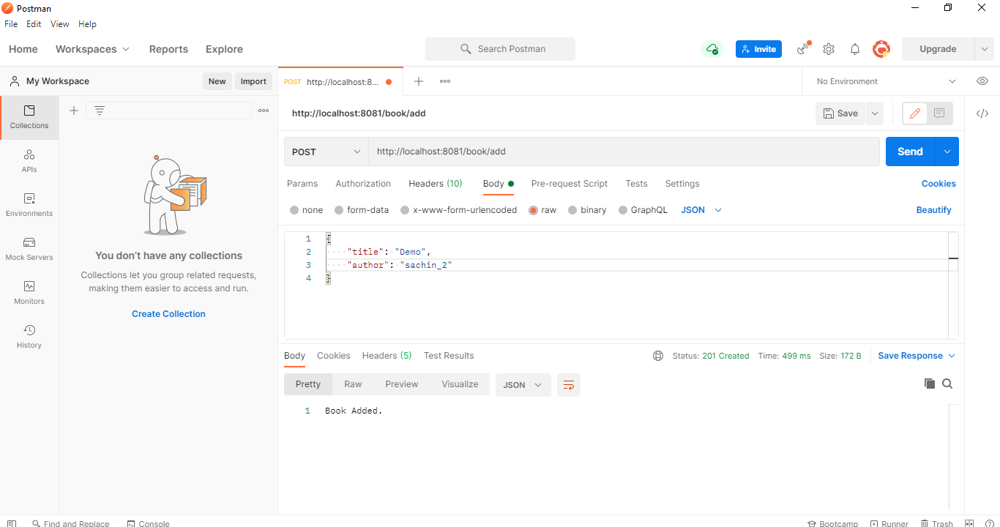 Postman
File Edit View Help
Home Workspaces Reports Explore Search Postman Invite Upgrade
My Workspace New Import POST http://localhost:8... No Environment
Collections
APIs
Environments
Mock Servers
Monitors
History
You don't have any collections
Collections let you group related requests,
making them easier to access and run.
Create Collection
http://localhost:8081/book/add Save
POST http://localhost:8081/book/add Send
Params Authorization Headers (10) Body Pre-request Script Tests Settings Cookies
none form-data x-www-form-urlencoded raw binary GraphQL JSON Beautify
1 {
2 "title": "Demo",
3 "author": "sachin_2"
4 }
Body Cookies Headers (5) Test Results Status: 201 Created Time: 499 ms Size: 172 B Save Response
Pretty Raw Preview Visualize JSON
1 Book Added.
Find and Replace Console Bootcamp Runner Trash